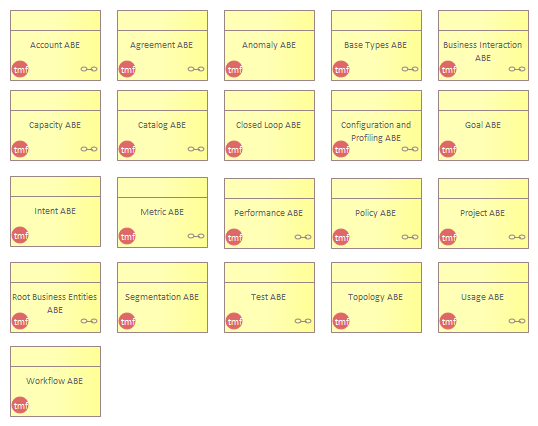 Account ABE
tmf
Agreement ABE
tmf
Anomaly ABE
tmf
Base Types ABE
tmf
Business Interaction
ABE
tmf
Capacity ABE
tmf
Catalog ABE
tmf
Closed Loop ABE
tmf
Configuration and
Profiling ABE
tmf
Goal ABE
tmf
Intent ABE
tmf
Metric ABE
tmf
Performance ABE
tmf
Policy ABE
tmf
Project ABE
tmf
Root Business Entities
ABE
tmf
Segmentation ABE
tmf
Test ABE
tmf
Topology ABE
tmf
Usage ABE
tmf
Workflow ABE
tmf